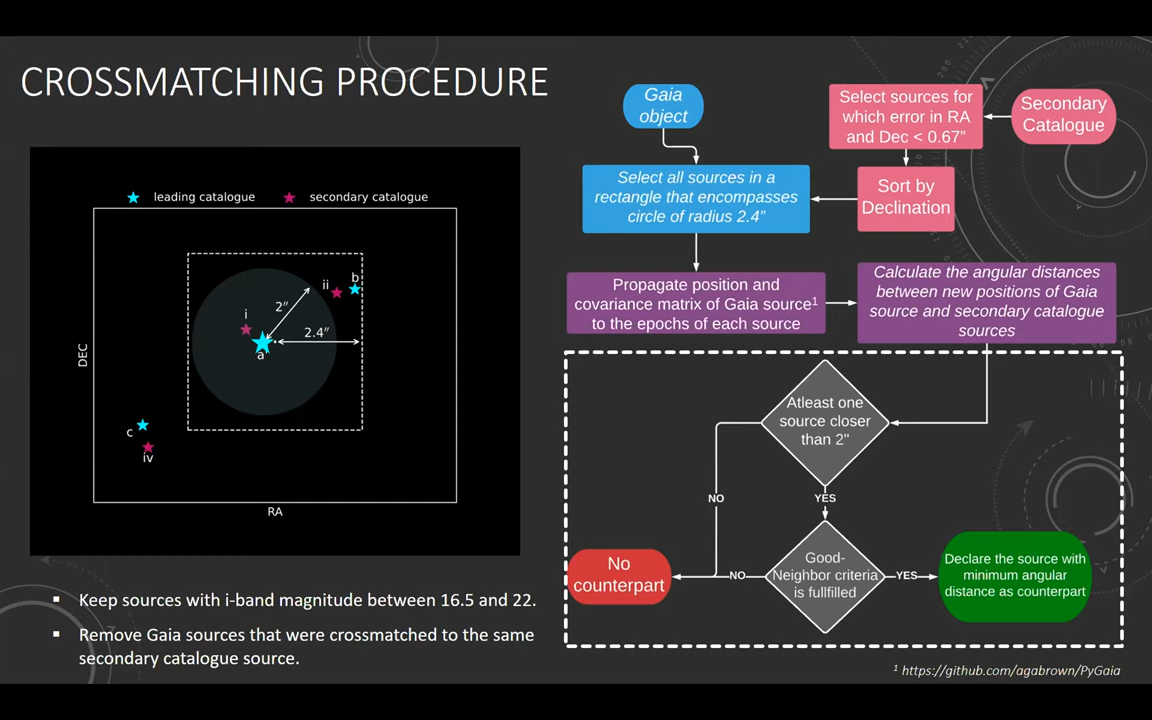 CROSSMATCHING PROCEDURE
leading catalogue
secondary catalogue
b
ii
i
2″
2.4″
a
c
iv
DEC
RA
▪ Keep sources with i-band magnitude between 16.5 and 22.
▪ Remove Gaia sources that were crossmatched to the same
secondary catalogue source.
Gaia
object
Select sources for
which error in RA
and Dec < 0.67”
Secondary
Catalogue
Select all sources in a
rectangle that encompasses
circle of radius 2.4”
Sort by
Declination
Propagate position and
covariance matrix of Gaia source¹
to the epochs of each source
Calculate the angular distances
between new positions of Gaia
source and secondary catalogue
sources
Atleast one
source closer
than 2"
NO
YES
Good-
Neighbor criteria
is fullfilled
NO
YES
No
counterpart
Declare the source with
minimum angular
distance as counterpart
¹ https://github.com/agabrown/PyGaia